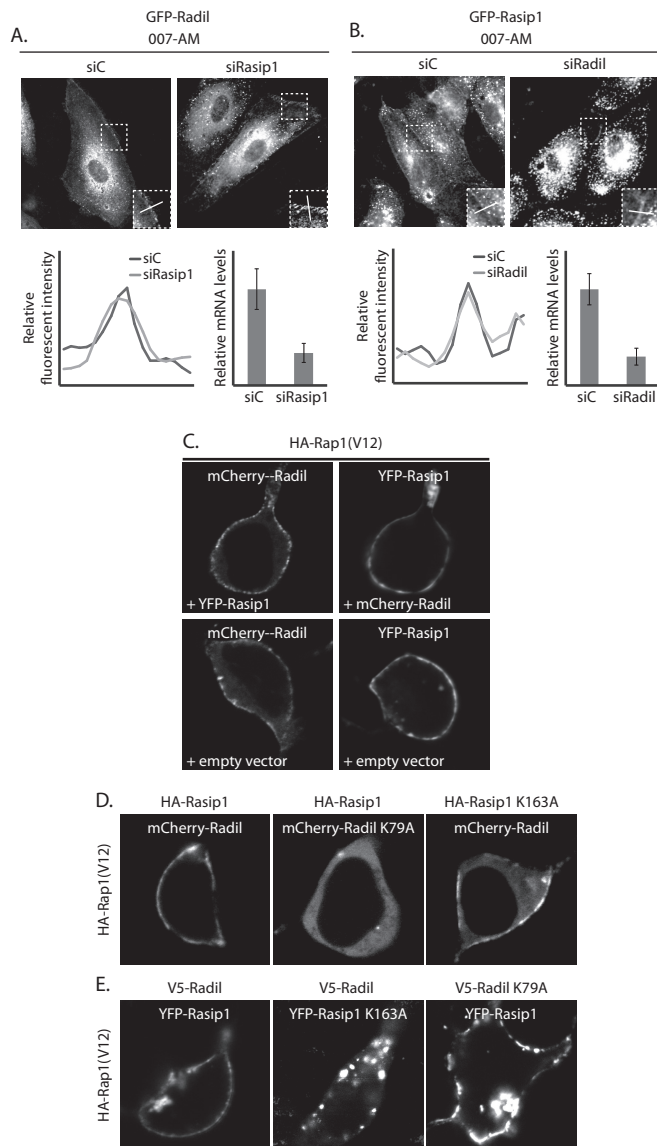 A.
GFP-Radil
007-AM
siC
siRasip1
Relative fluorescent intensity
siC
siRasip1
Relative mRNA levels
siC
siRasip1
B.
GFP-Rasip1
007-AM
siC
siRadil
Relative fluorescent intensity
siC
siRadil
Relative mRNA levels
siC
siRadil
C.
HA-Rap1(V12)
mCherry--Radil
YFP-Rasip1
+ YFP-Rasip1
+ mCherry-Radil
mCherry--Radil
YFP-Rasip1
+ empty vector
+ empty vector
D.
HA-Rasip1
HA-Rasip1
HA-Rasip1 K163A
HA-Rap1(V12)
mCherry-Radil
mCherry-Radil K79A
mCherry-Radil
E.
V5-Radil
V5-Radil
V5-Radil K79A
HA-Rap1(V12)
YFP-Rasip1
YFP-Rasip1 K163A
YFP-Rasip1